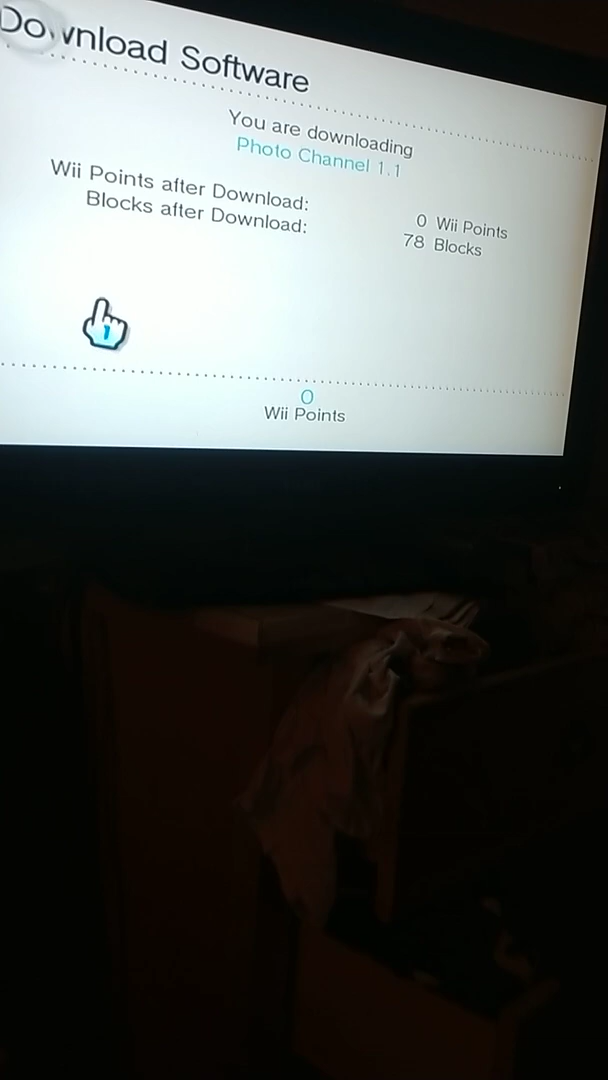 Download Software
You are downloading
Photo Channel 1.1
Wii Points after Download: 0 Wii Points
Blocks after Download: 78 Blocks
1
0
Wii Points